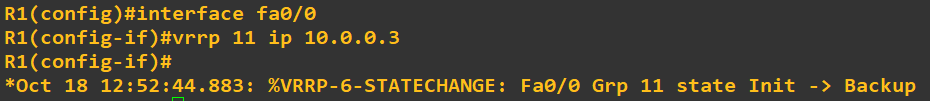 R1(config)#interface fa0/0
R1(config-if)#vrrp 11 ip 10.0.0.3
R1(config-if)#
*Oct 18 12:52:44.883: %VRRP-6-STATECHANGE: Fa0/0 Grp 11 state Init -> Backup